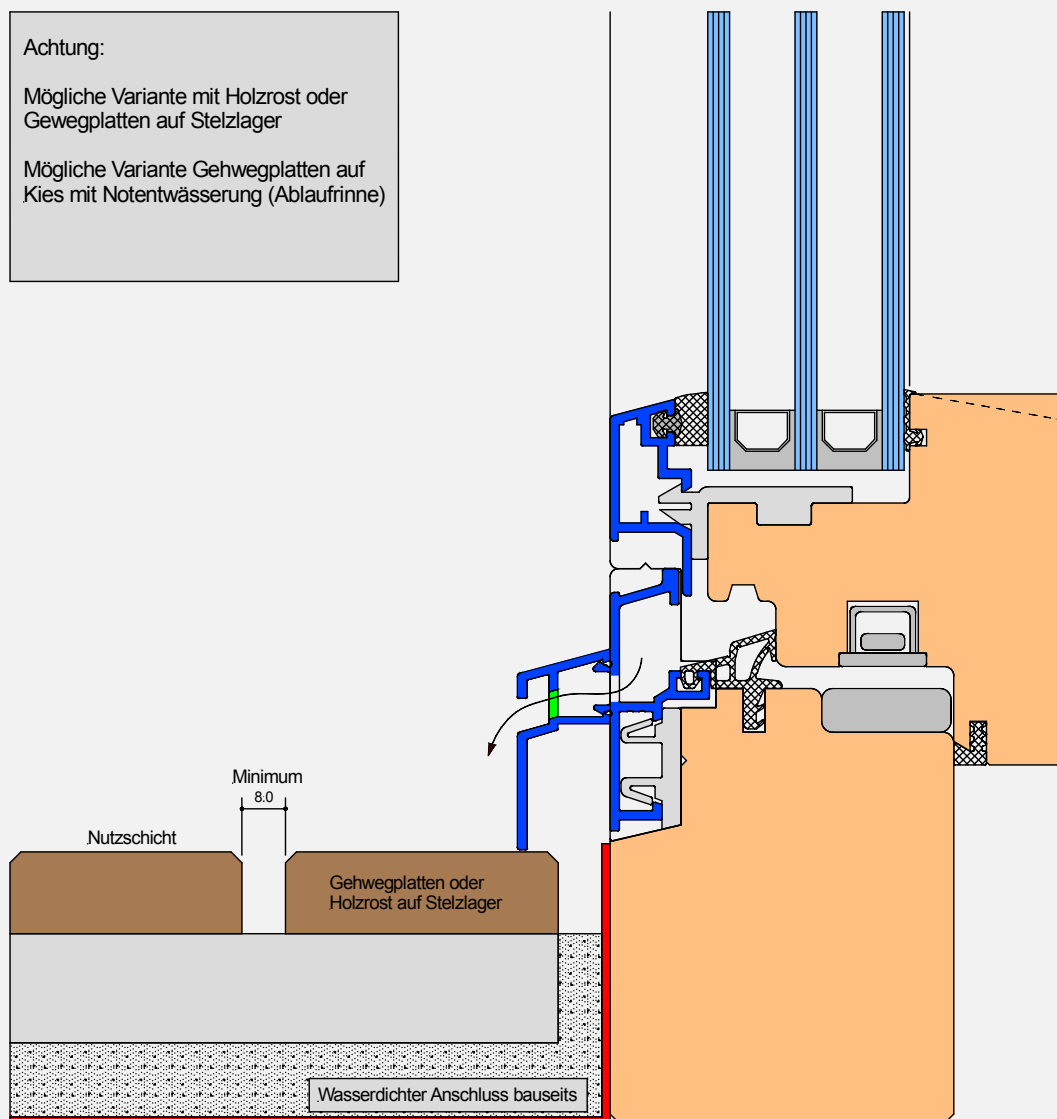 Achtung:
Mögliche Variante mit Holzrost oder
Gewegplatten auf Stelzlager
Mögliche Variante Gehwegplatten auf
Kies mit Notentwässerung (Ablaufrinne)
Minimum
8.0
Nutzschicht
Gehwegplatten oder
Holzrost auf Stelzlager
Wasserdichter Anschluss bauseits